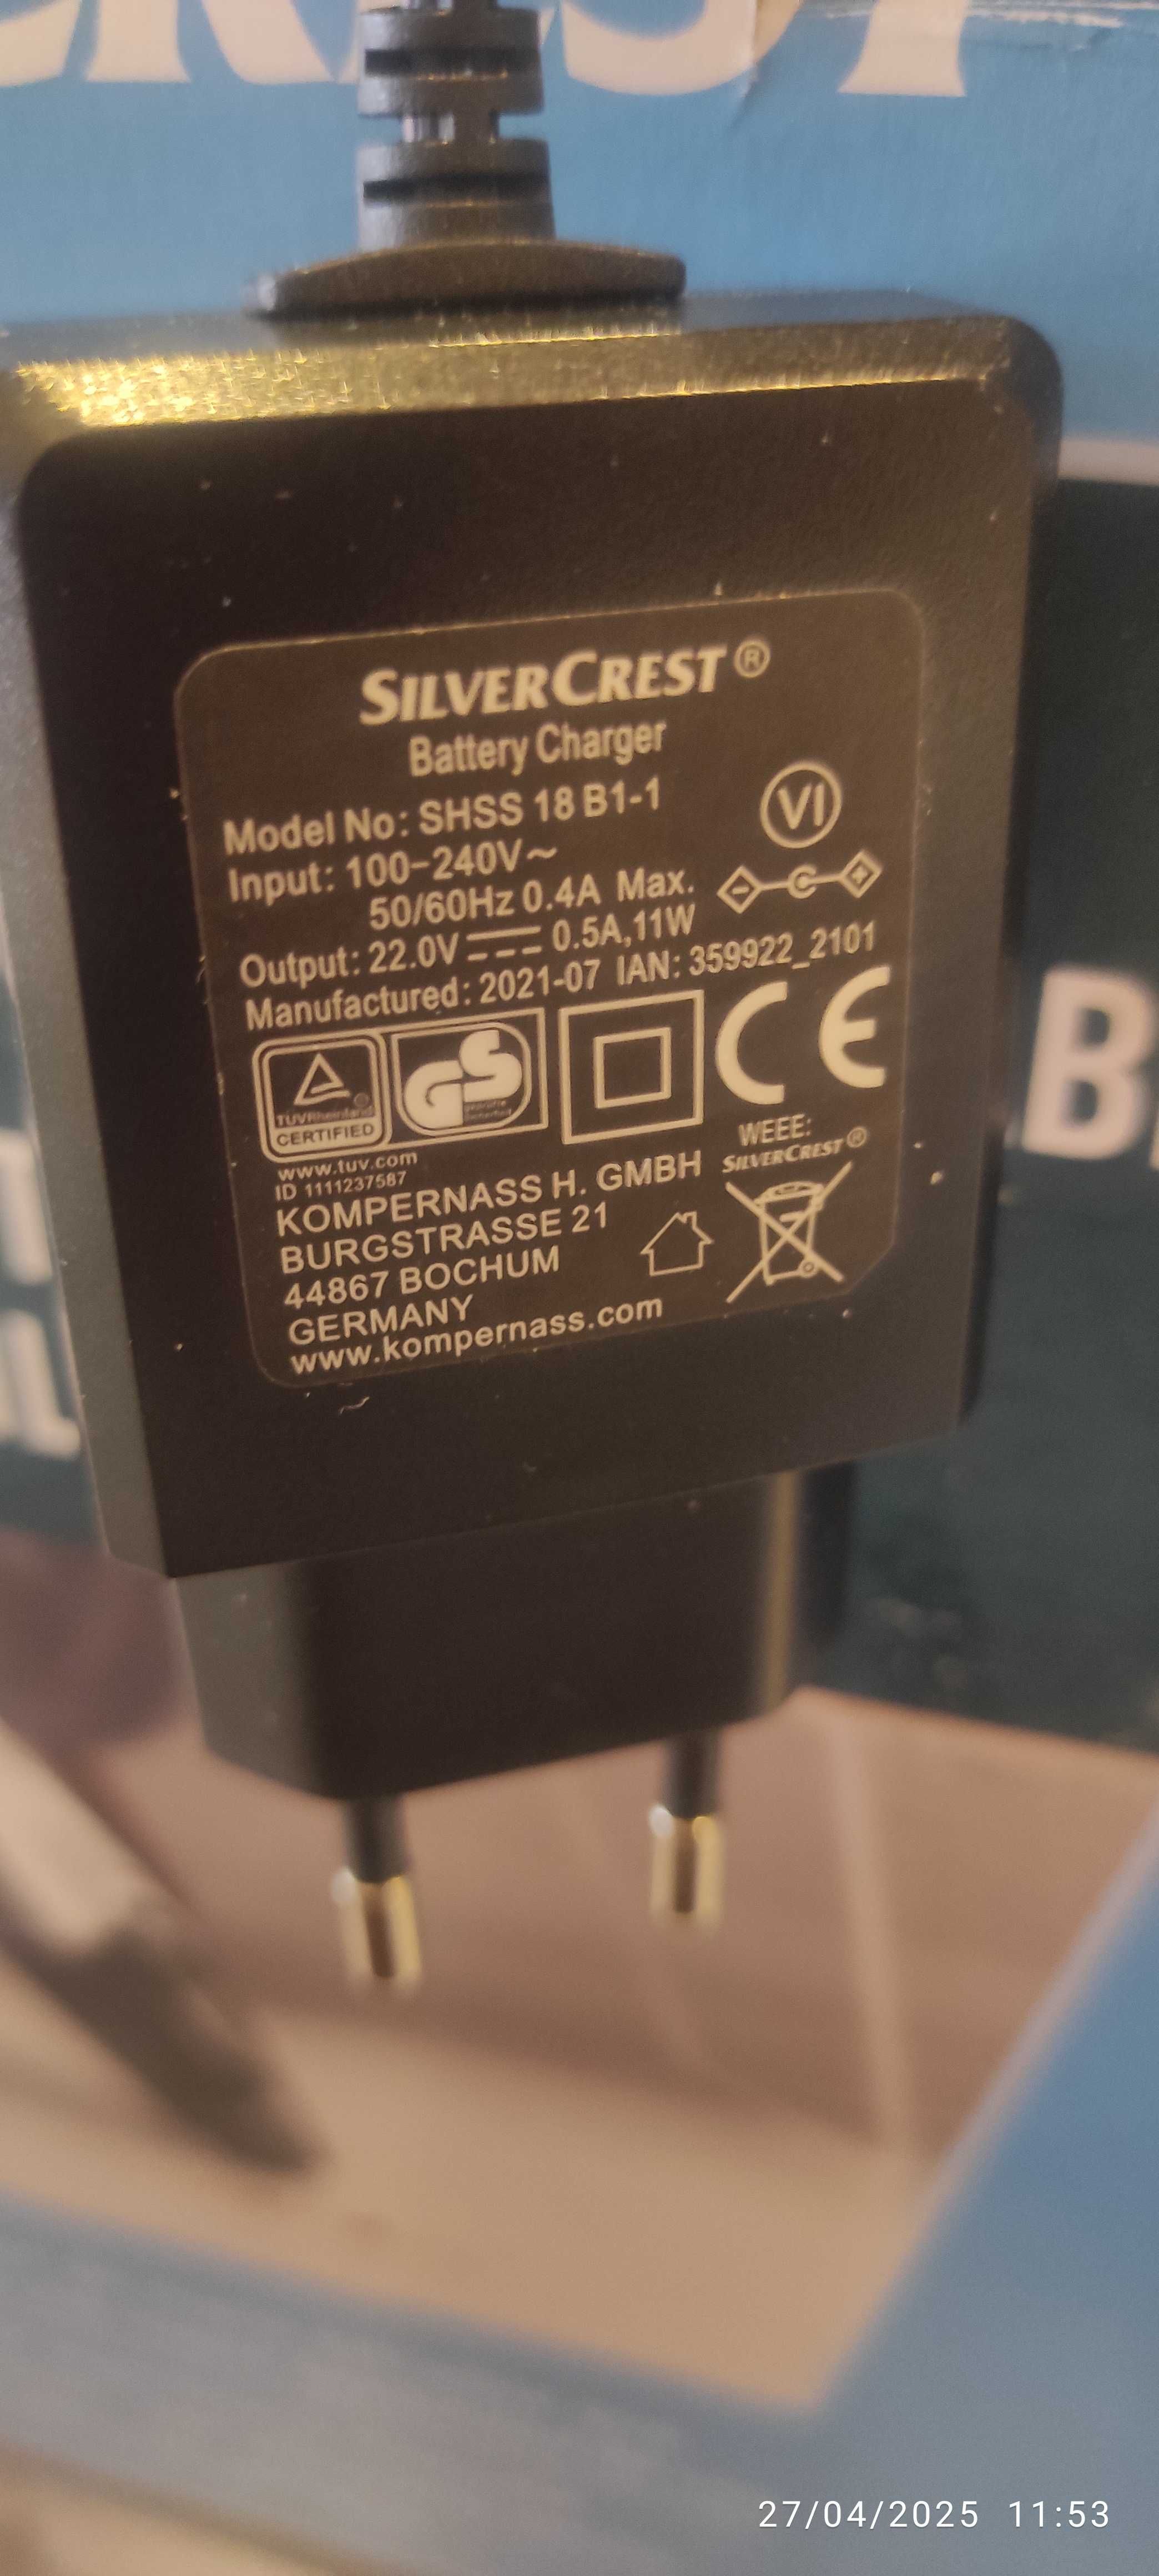 SILVERCREST®
Battery Charger
Model No: SHSS 18 B1-1
VI
Input: 100-240V~
50/60Hz 0.4A Max.
Output: 22.0V 0.5A,11W
Manufactured: 2021-07 IAN: 359922_2101
TÜVRheinland
CERTIFIED
GS
geprüfte
Sicherheit
CE
www.tuv.com
ID 1111237587
WEEE:
SILVERCREST®
KOMPERNASS H. GMBH
BURGSTRASSE 21
44867 BOCHUM
GERMANY
www.kompernass.com
27/04/2025 11:53